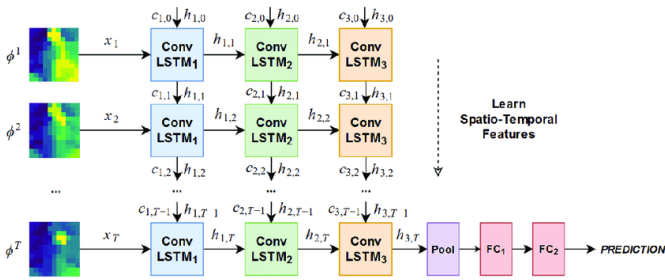 c1,0 h1,0 c2,0 h2,0 c3,0 h3,0
ϕ1 x1 Conv LSTM1 h1,1 Conv LSTM2 h2,1 Conv LSTM3
c1,1 h1,1 c2,1 h2,1 c3,1 h3,1
ϕ2 x2 Conv LSTM1 h1,2 Conv LSTM2 h2,2 Conv LSTM3
Learn
Spatio-Temporal
Features
c1,2 h1,2 c2,2 h2,2 c3,2 h3,2
... ... ... ...
c1,T−1 h1,T−1 c2,T−1 h2,T−1 c3,T−1 h3,T−1
ϕT xT Conv LSTM1 h1,T Conv LSTM2 h2,T Conv LSTM3 h3,T Pool FC1 FC2 PREDICTION